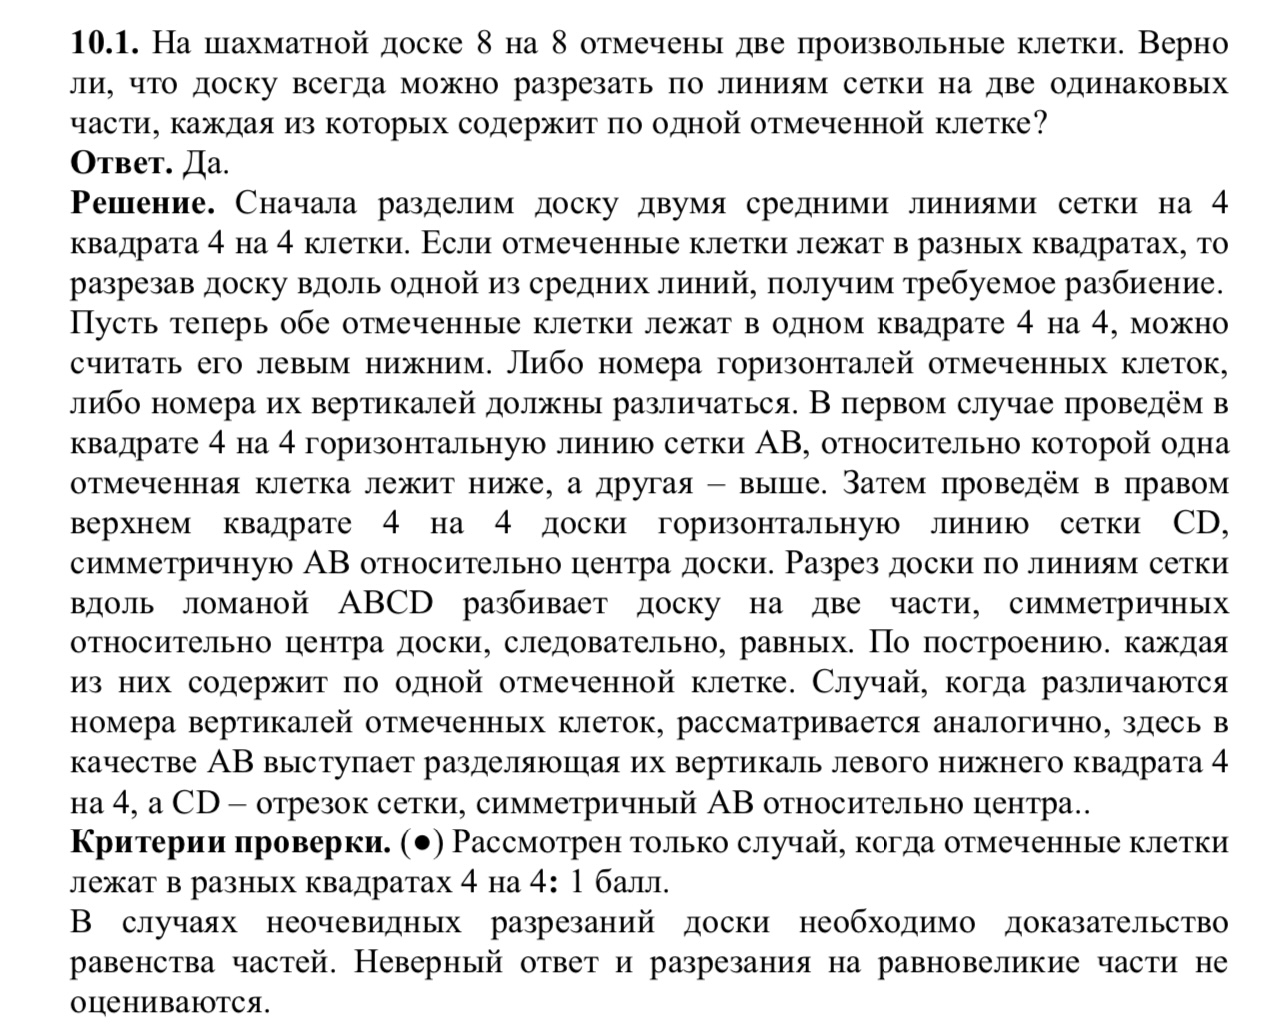 10.1. На шахматной доске 8 на 8 отмечены две произвольные клетки. Верно
ли, что доску всегда можно разрезать по линиям сетки на две одинаковых
части, каждая из которых содержит по одной отмеченной клетке?
Ответ. Да.
Решение. Сначала разделим доску двумя средними линиями сетки на 4
квадрата 4 на 4 клетки. Если отмеченные клетки лежат в разных квадратах, то
разрезав доску вдоль одной из средних линий, получим требуемое разбиение.
Пусть теперь обе отмеченные клетки лежат в одном квадрате 4 на 4, можно
считать его левым нижним. Либо номера горизонталей отмеченных клеток,
либо номера их вертикалей должны различаться. В первом случае проведём в
квадрате 4 на 4 горизонтальную линию сетки АВ, относительно которой одна
отмеченная клетка лежит ниже, а другая – выше. Затем проведём в правом
верхнем квадрате 4 на 4 доски горизонтальную линию сетки CD,
симметричную АВ относительно центра доски. Разрез доски по линиям сетки
вдоль ломаной ABCD разбивает доску на две части, симметричных
относительно центра доски, следовательно, равных. По построению. каждая
из них содержит по одной отмеченной клетке. Случай, когда различаются
номера вертикалей отмеченных клеток, рассматривается аналогично, здесь в
качестве АВ выступает разделяющая их вертикаль левого нижнего квадрата 4
на 4, а CD – отрезок сетки, симметричный АВ относительно центра..
Критерии проверки. (●) Рассмотрен только случай, когда отмеченные клетки
лежат в разных квадратах 4 на 4: 1 балл.
В случаях неочевидных разрезаний доски необходимо доказательство
равенства частей. Неверный ответ и разрезания на равновеликие части не
оцениваются.